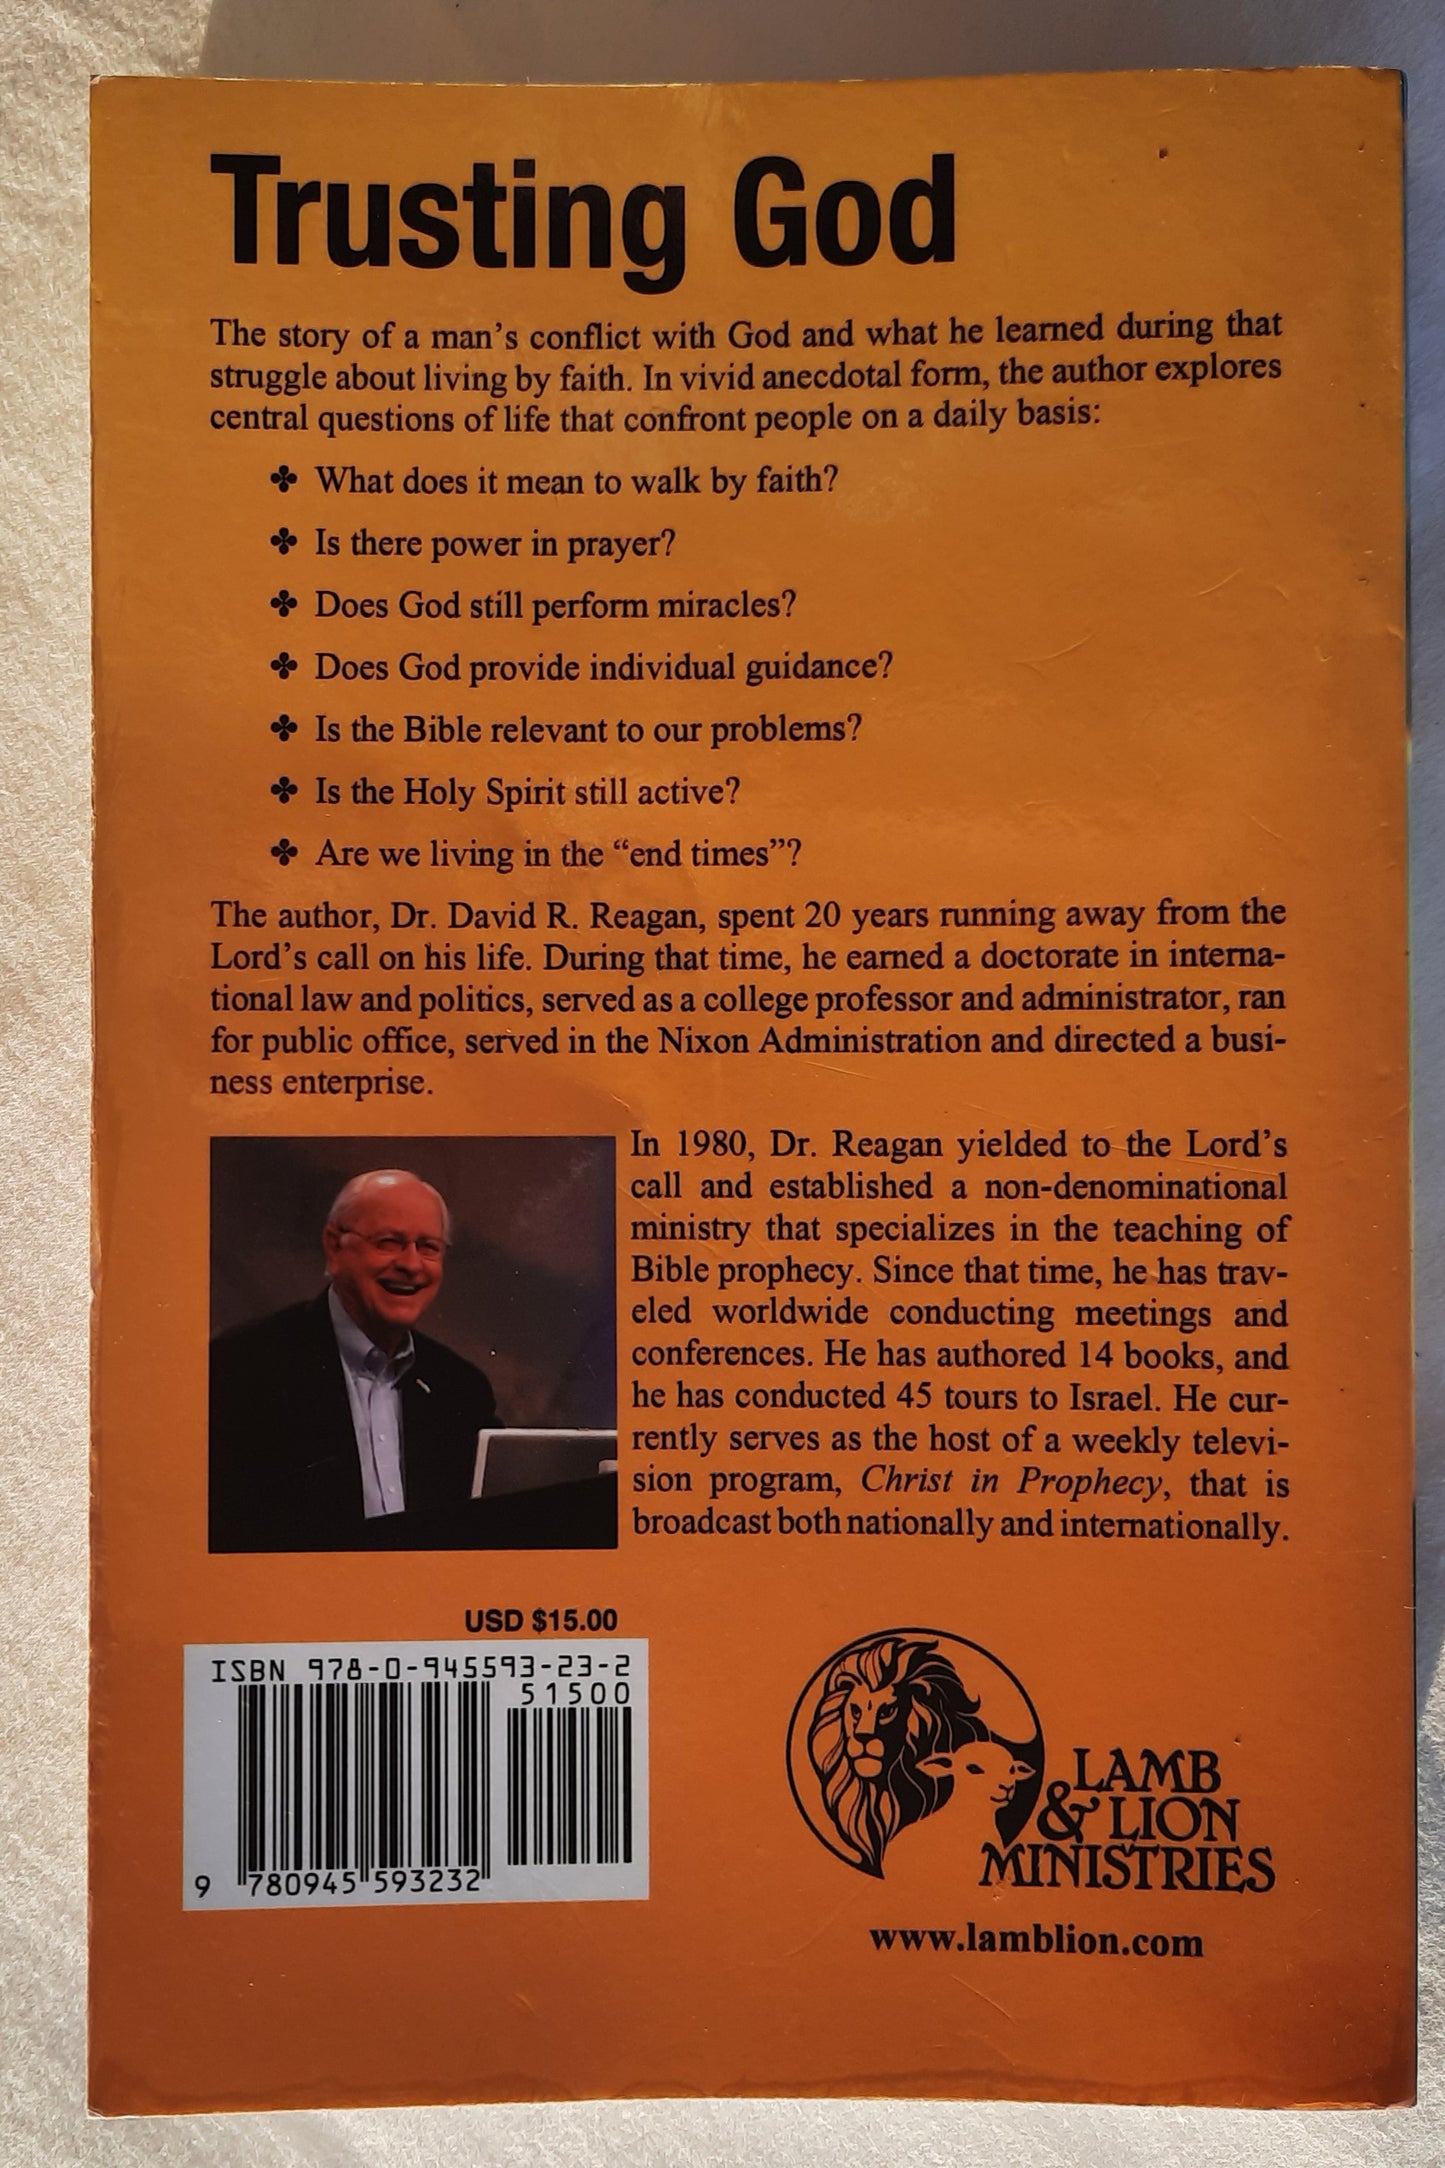 Trusting God
The story of a man’s conflict with God and what he learned during that
struggle about living by faith. In vivid anecdotal form, the author explores
central questions of life that confront people on a daily basis:
✤ What does it mean to walk by faith?
✤ Is there power in prayer?
✤ Does God still perform miracles?
✤ Does God provide individual guidance?
✤ Is the Bible relevant to our problems?
✤ Is the Holy Spirit still active?
✤ Are we living in the “end times”?
The author, Dr. David R. Reagan, spent 20 years running away from the
Lord’s call on his life. During that time, he earned a doctorate in interna-
tional law and politics, served as a college professor and administrator, ran
for public office, served in the Nixon Administration and directed a busi-
ness enterprise.
In 1980, Dr. Reagan yielded to the Lord’s
call and established a non-denominational
ministry that specializes in the teaching of
Bible prophecy. Since that time, he has trav-
eled worldwide conducting meetings and
conferences. He has authored 14 books, and
he has conducted 45 tours to Israel. He cur-
rently serves as the host of a weekly televi-
sion program, Christ in Prophecy, that is
broadcast both nationally and internationally.
USD $15.00
ISBN 978-0-945593-23-2
51500
9 780945 593232
LAMB
& LION
MINISTRIES
www.lamblion.com